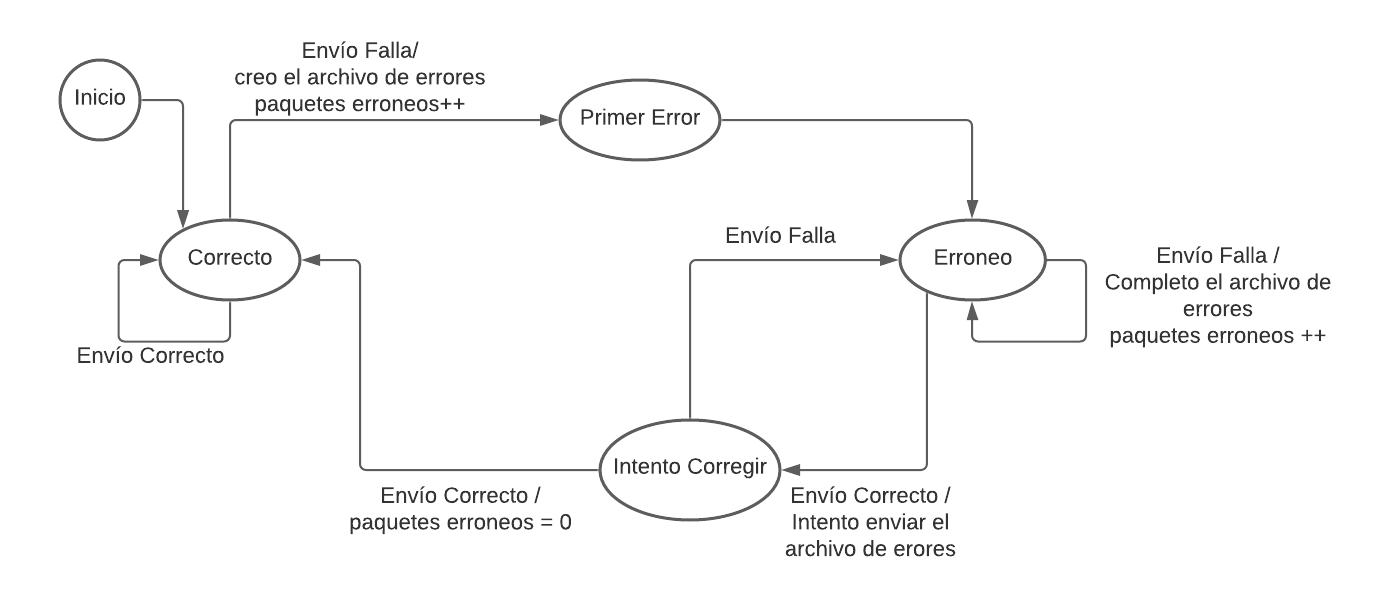 Envío Falla/
creo el archivo de errores
paquetes erroneos++
Inicio
Primer Error
Envío Falla
Correcto
Erroneo
Envío Falla /
Completo el archivo de
errores
paquetes erroneos ++
Envío Correcto
Intento Corregir
Envío Correcto /
paquetes erroneos = 0
Envío Correcto /
Intento enviar el
archivo de erores